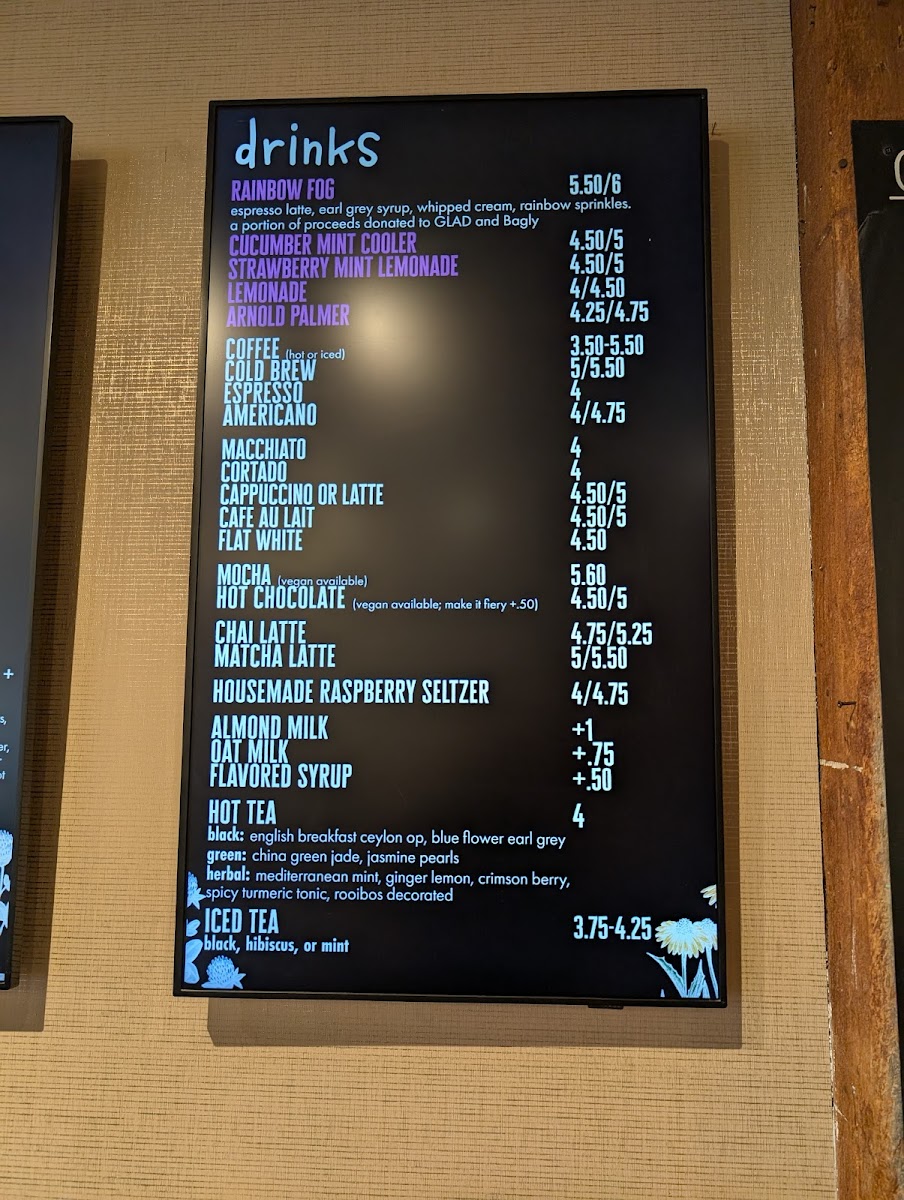 drinks
RAINBOW FOG 5.50/6
espresso latte, earl grey syrup, whipped cream, rainbow sprinkles.
a portion of proceeds donated to GLAD and Bagly
CUCUMBER MINT COOLER 4.50/5
STRAWBERRY MINT LEMONADE 4.50/5
LEMONADE 4/4.50
ARNOLD PALMER 4.25/4.75
COFFEE (hot or iced) 3.50-5.50
COLD BREW 5/5.50
ESPRESSO 4
AMERICANO 4/4.75
MACCHIATO 4
CORTADO 4
CAPPUCCINO OR LATTE 4.50/5
CAFE AU LAIT 4.50/5
FLAT WHITE 4.50
MOCHA (vegan available) 5.60
HOT CHOCOLATE (vegan available; make it fiery +.50) 4.50/5
CHAI LATTE 4.75/5.25
MATCHA LATTE 5/5.50
HOUSEMADE RASPBERRY SELTZER 4/4.75
ALMOND MILK +1
OAT MILK +.75
FLAVORED SYRUP +.50
HOT TEA 4
black: english breakfast ceylon op, blue flower earl grey
green: china green jade, jasmine pearls
herbal: mediterranean mint, ginger lemon, crimson berry,
spicy turmeric tonic, rooibos decorated
ICED TEA 3.75-4.25
black, hibiscus, or mint